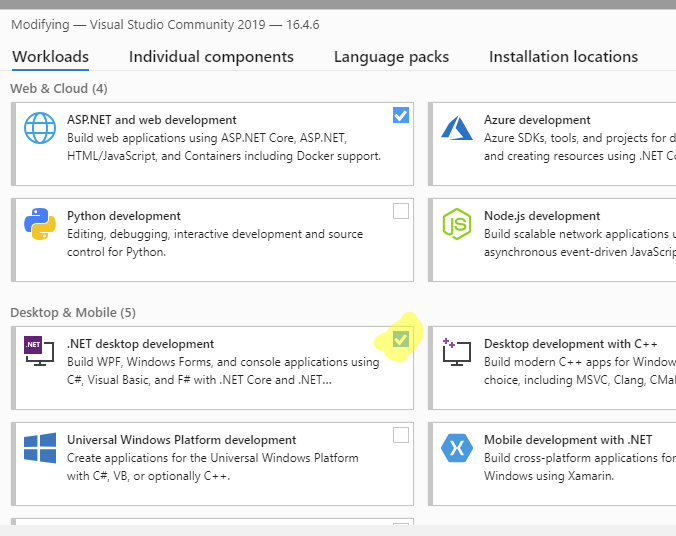 Modifying — Visual Studio Community 2019 — 16.4.6
Workloads Individual components Language packs Installation locations
Web & Cloud (4)
ASP.NET and web development
Build web applications using ASP.NET Core, ASP.NET,
HTML/JavaScript, and Containers including Docker support.
Azure development
Azure SDKs, tools, and projects for
and creating resources using .NET
Python development
Editing, debugging, interactive development and source
control for Python.
Node.js development
Build scalable network applications
asynchronous event-driven
JS
Desktop & Mobile (5)
.NET
.NET desktop development
Build WPF, Windows Forms, and console applications using
C#, Visual Basic, and F# with .NET Core and .NET...
Desktop development with C++
Build modern C++ apps for
choice, including MSVC, Clang,
Universal Windows Platform development
Create applications for the Universal Windows Platform
with C#, VB, or optionally C++.
Mobile development with .NET
Build cross-platform applications
Windows using Xamarin.